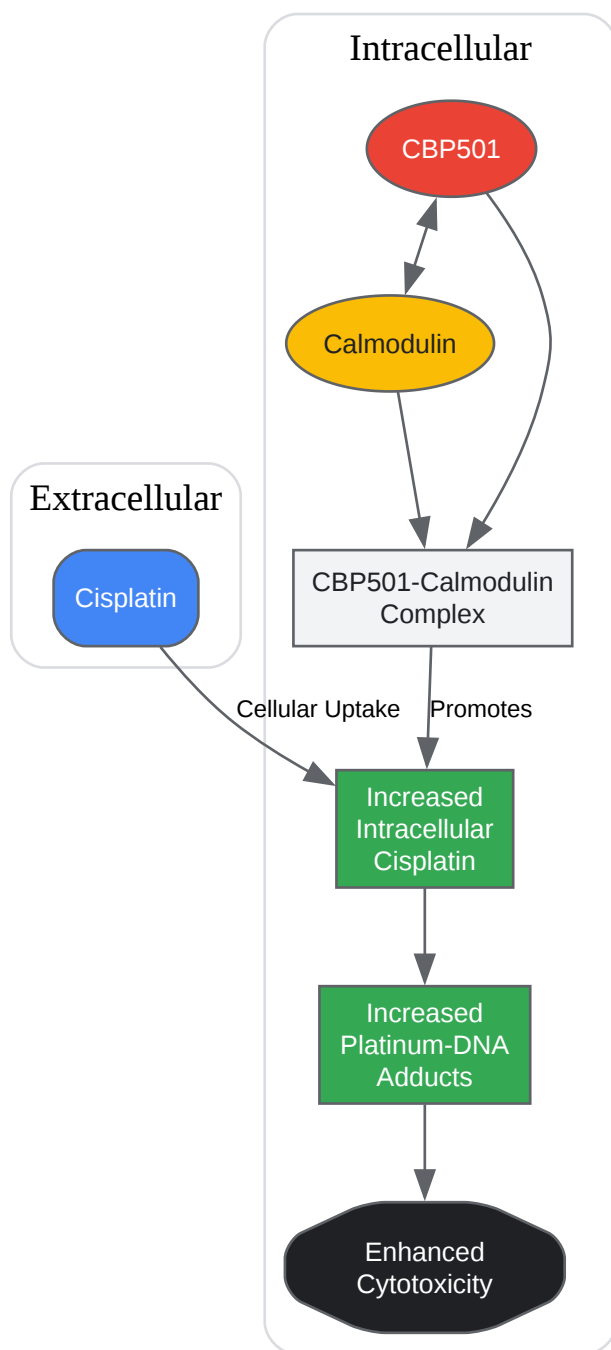 Intracellular
CBP501
Calmodulin
Extracellular
Cisplatin
CBP501-Calmodulin
Complex
Cellular Uptake
Promotes
Increased
Intracellular
Cisplatin
Increased
Platinum-DNA
Adducts
Enhanced
Cytotoxicity